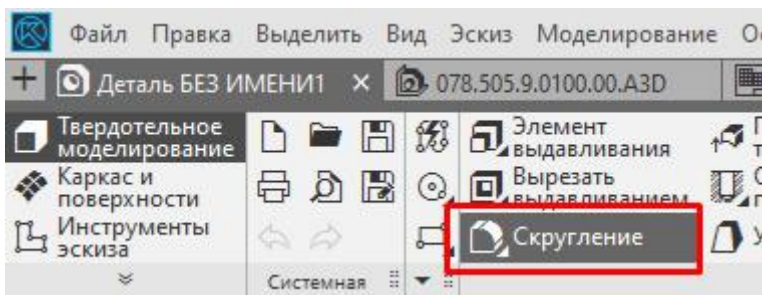 Файл Правка Выделить Вид Эскиз Моделирование
Деталь БЕЗ ИМЕНИ1 × 078.505.9.0100.00.A3D
Твердотельное моделирование
Элемент выдавливания
Каркас и поверхности
Вырезать выдавливанием
Инструменты эскиза
Скругление
Системная